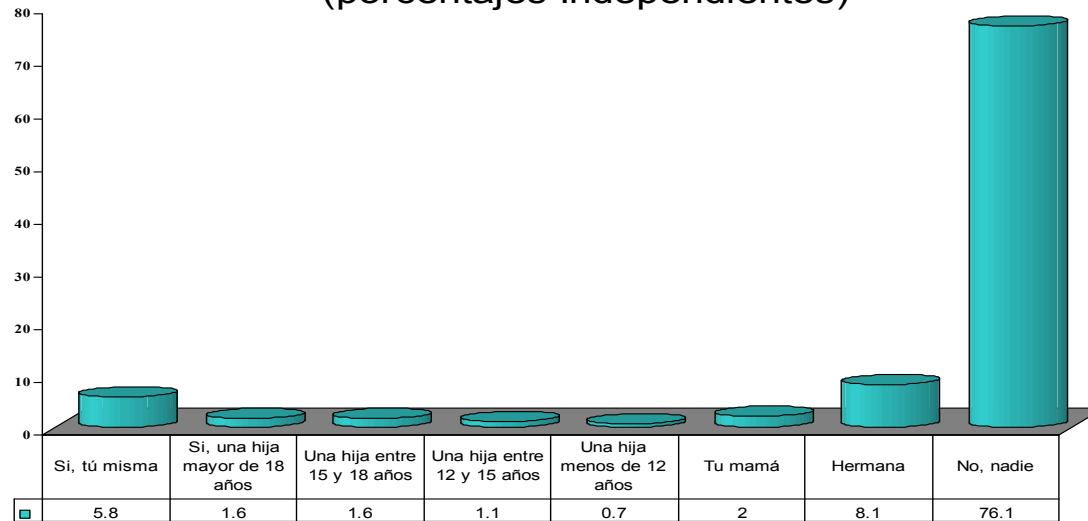 (porcentajes independientes)
80
70
60
50
40
30
20
10
0
Si, tú misma
Si, una hija
mayor de 18
años
Una hija entre
15 y 18 años
Una hija entre
12 y 15 años
Una hija
menos de 12
años
Tu mamá
Hermana
No, nadie
5.8
1.6
1.6
1.1
0.7
2
8.1
76.1